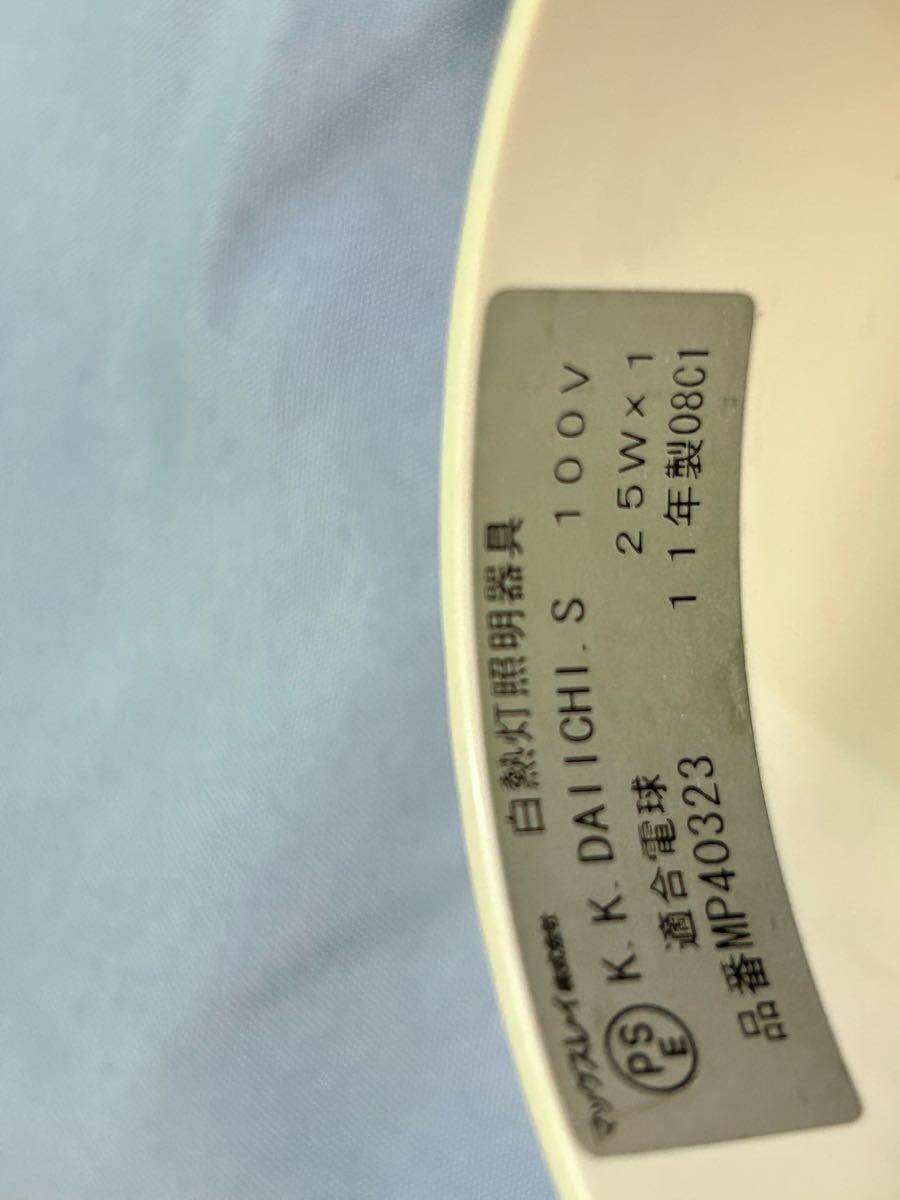 マックスレイ株式会社 白熱灯照明器具
PSE K.K.DAIICHI.S 100V
適合電球 25W×1
品番MP40323 11年製08C1